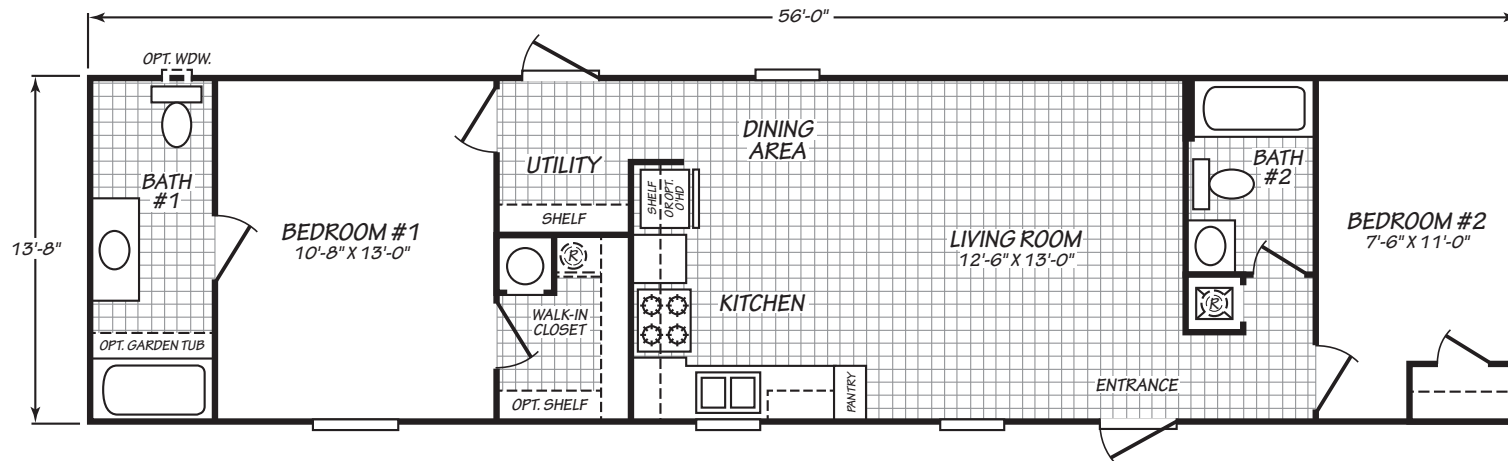 56'-0"
OPT. WDW.
13'-8"
BATH
#1
OPT. GARDEN TUB
BEDROOM #1
10'-8" X 13'-0"
UTILITY
SHELF
R
WALK-IN
CLOSET
OPT. SHELF
SHELF
OR OPT.
O'HD
DINING
AREA
KITCHEN
PANTRY
LIVING ROOM
12'-6" X 13'-0"
ENTRANCE
BATH
#2
R
BEDROOM #2
7'-6" X 11'-0"